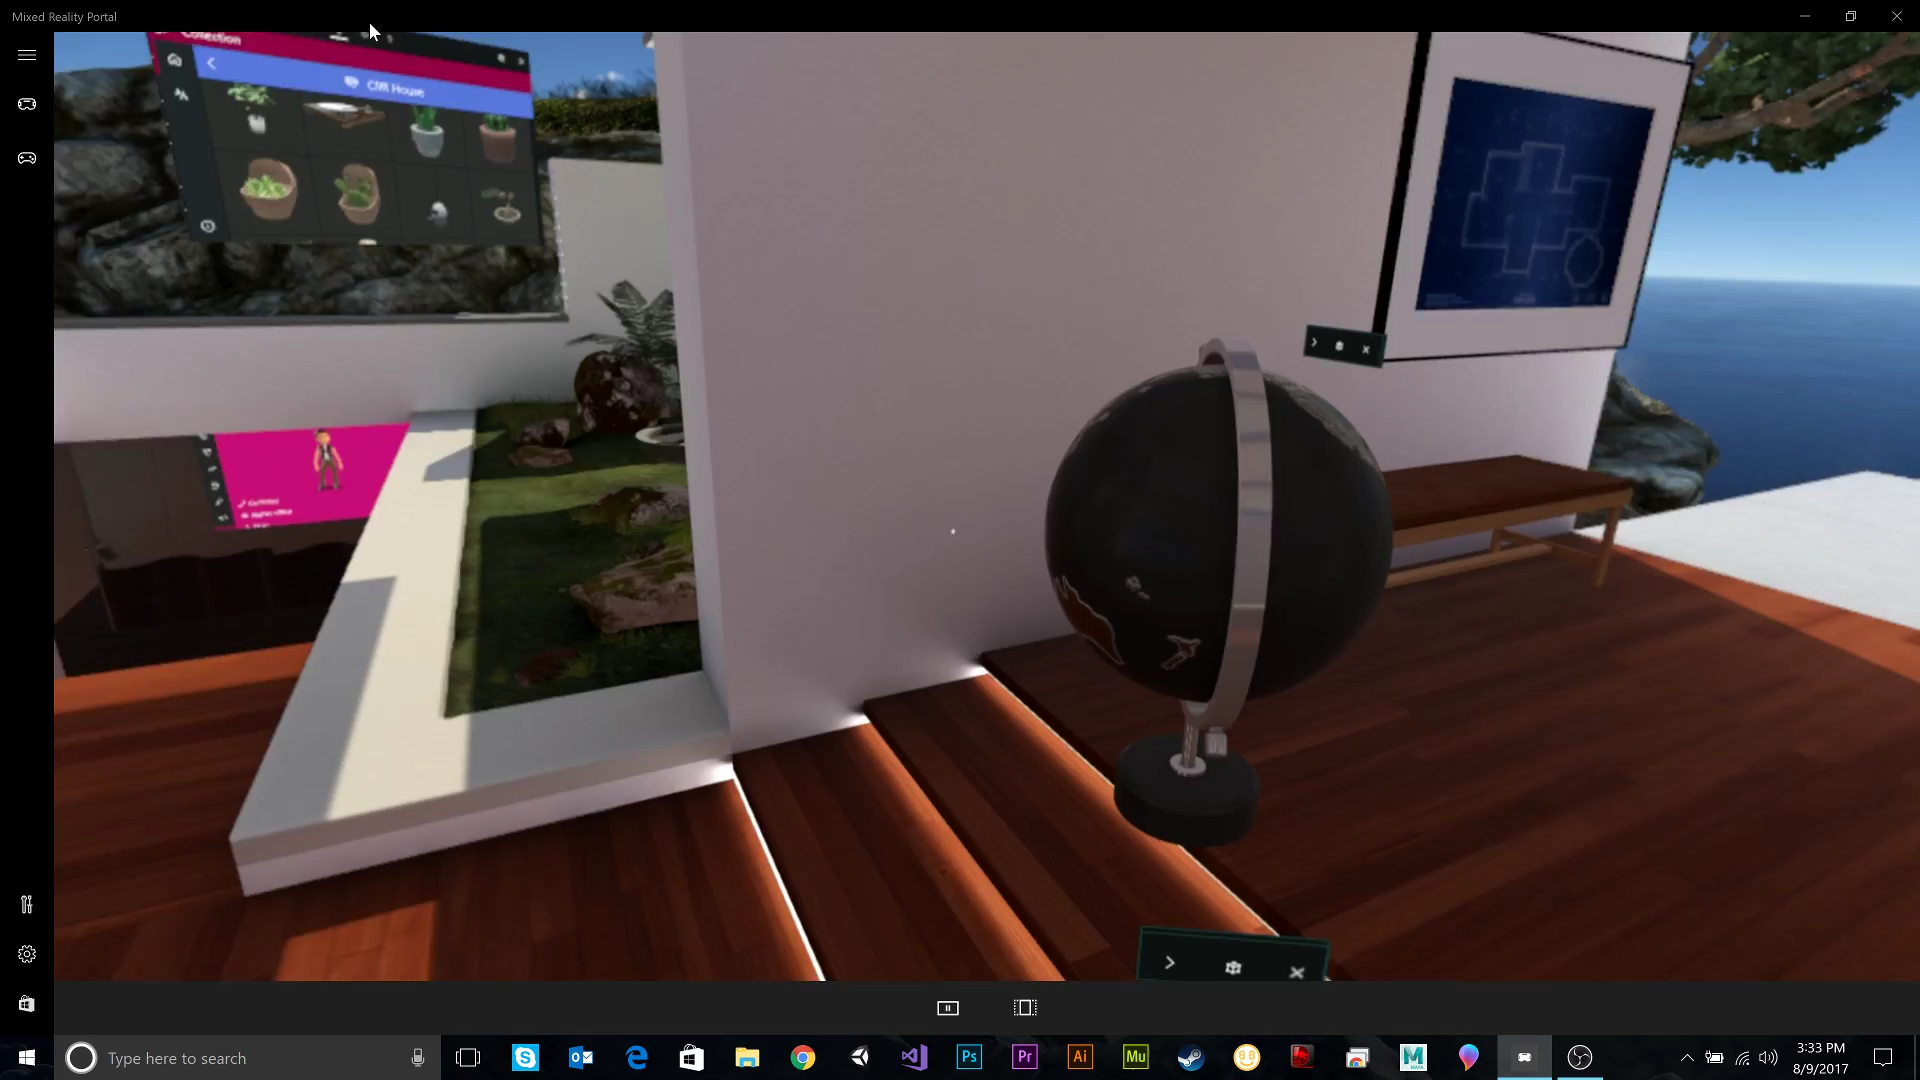 Mixed Reality Portal
Collection
Cliff House
Type here to search
Ps
Pr
Ai
Mu
3:33 PM
8/9/2017